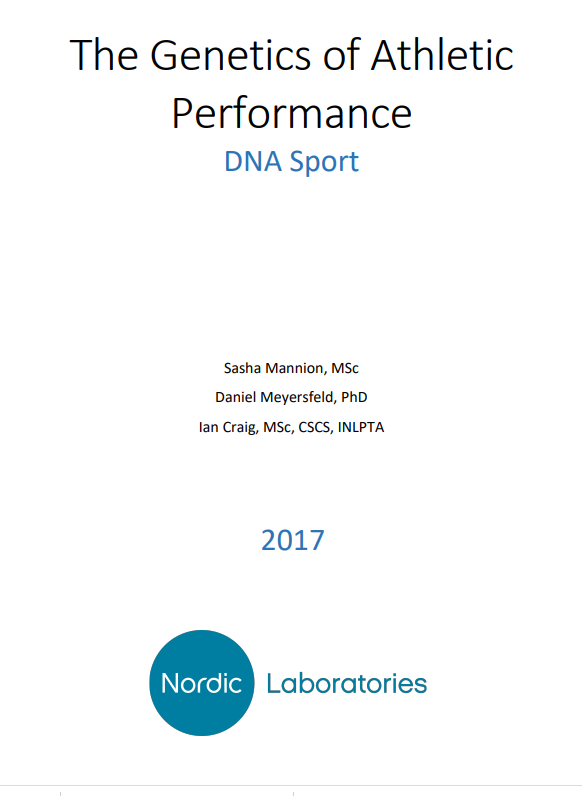 The Genetics of Athletic
Performance
DNA Sport
Sasha Mannion, MSc
Daniel Meyersfeld, PhD
Ian Craig, MSc, CSCS, INLPTA
2017
Nordic Laboratories